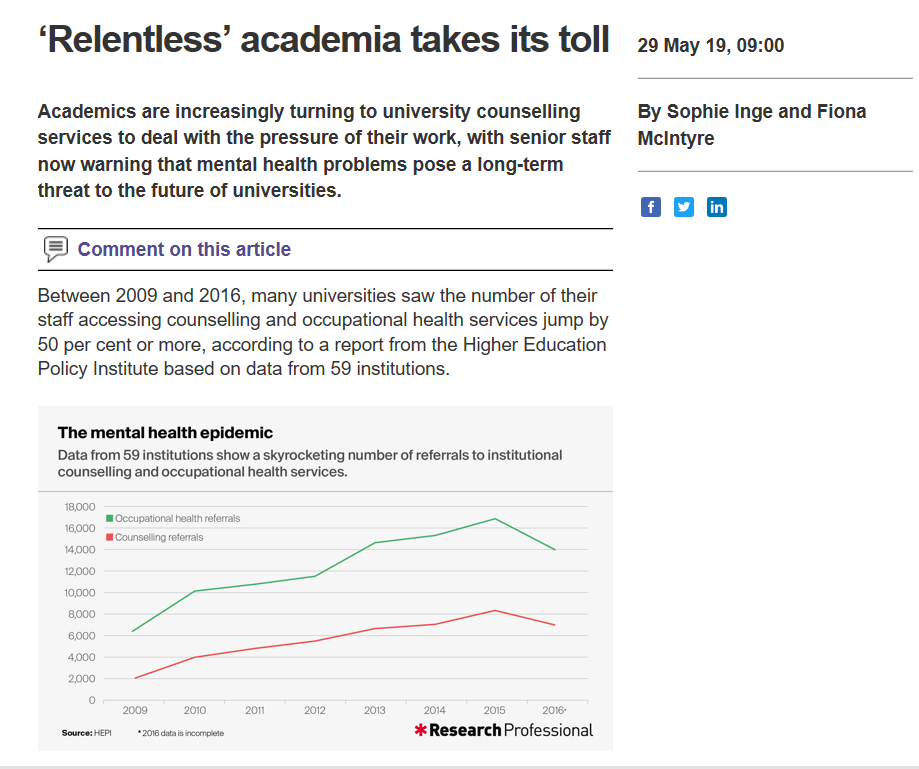 ‘Relentless’ academia takes its toll
29 May 19, 09:00
By Sophie Inge and Fiona
McIntyre
Academics are increasingly turning to university counselling
services to deal with the pressure of their work, with senior staff
now warning that mental health problems pose a long-term
threat to the future of universities.
Comment on this article
Between 2009 and 2016, many universities saw the number of their
staff accessing counselling and occupational health services jump by
50 per cent or more, according to a report from the Higher Education
Policy Institute based on data from 59 institutions.
The mental health epidemic
Data from 59 institutions show a skyrocketing number of referrals to institutional
counselling and occupational health services.
18,000
Occupational health referrals
16,000
Counselling referrals
14,000
12,000
10,000
8,000
6,000
4,000
2,000
0
2009 2010 2011 2012 2013 2014 2015 2016*
Source: HEPI * 2016 data is incomplete
*ResearchProfessional